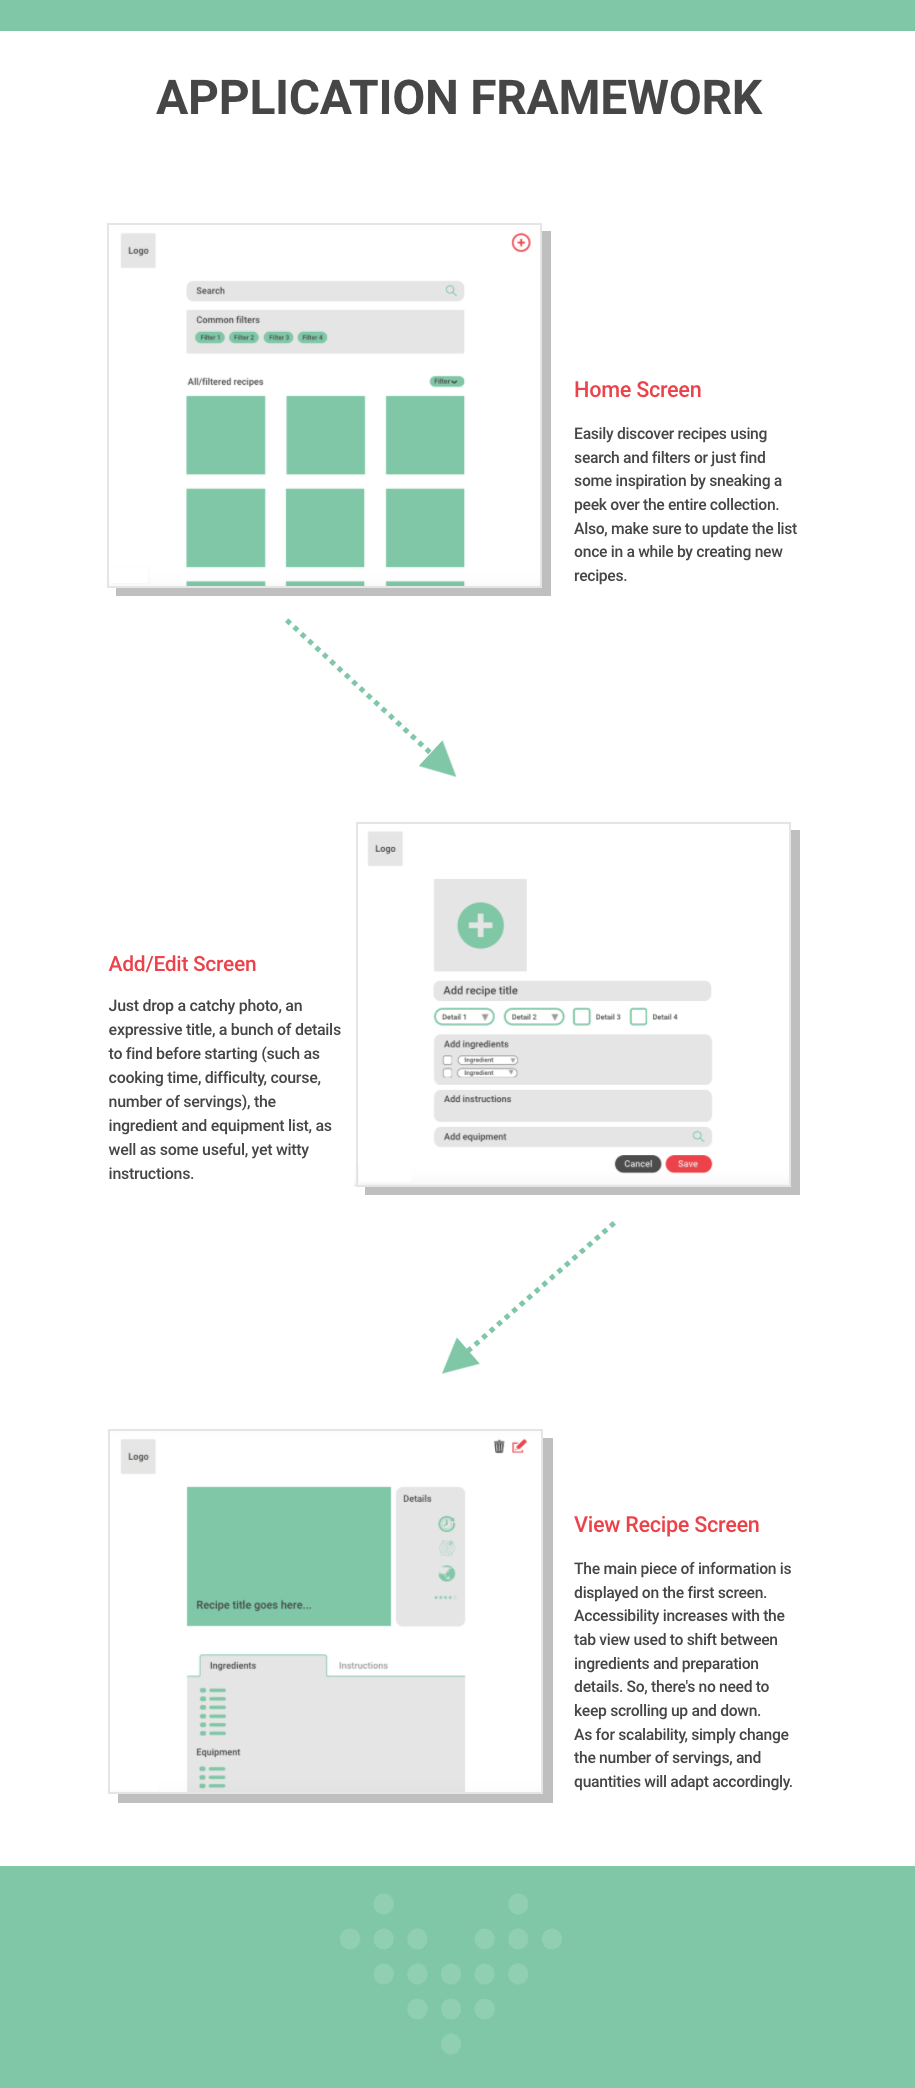 APPLICATION FRAMEWORK
Logo
Search
Common filters
Filter 1 Filter 2 Filter 3 Filter 4
All/filtered recipes Filter
Home Screen
Easily discover recipes using
search and filters or just find
some inspiration by sneaking a
peek over the entire collection.
Also, make sure to update the list
once in a while by creating new
recipes.
Logo
Add recipe title
Detail 1 Detail 2 Detail 3 Detail 4
Add ingredients
Ingredient
Ingredient
Add instructions
Add equipment
Cancel Save
Add/Edit Screen
Just drop a catchy photo, an
expressive title, a bunch of details
to find before starting (such as
cooking time, difficulty, course,
number of servings), the
ingredient and equipment list, as
well as some useful, yet witty
instructions.
Logo
Details
Recipe title goes here...
Ingredients Instructions
Equipment
View Recipe Screen
The main piece of information is
displayed on the first screen.
Accessibility increases with the
tab view used to shift between
ingredients and preparation
details. So, there's no need to
keep scrolling up and down.
As for scalability, simply change
the number of servings, and
quantities will adapt accordingly.